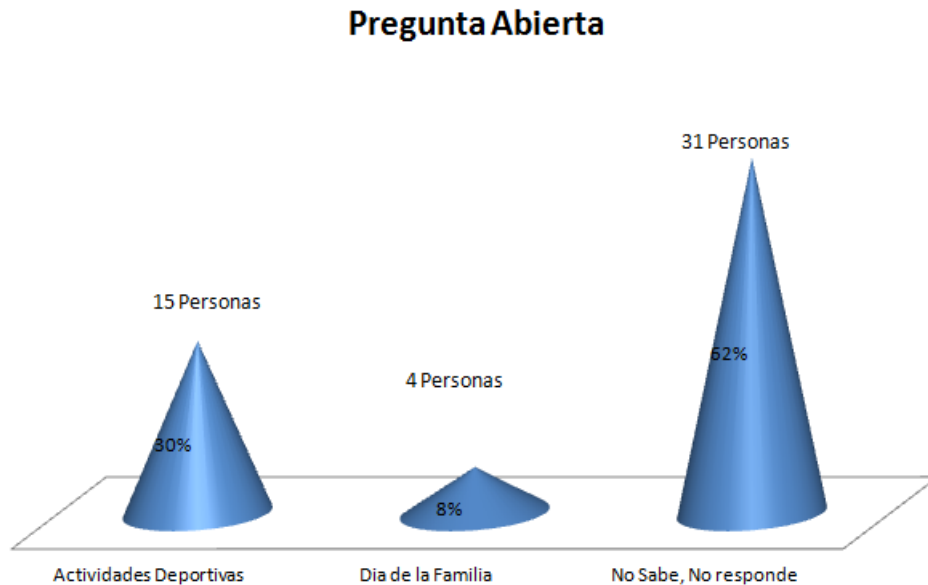 Pregunta Abierta
31 Personas
15 Personas
4 Personas
62%
30%
8%
Actividades Deportivas
Dia de la Familia
No Sabe, No responde